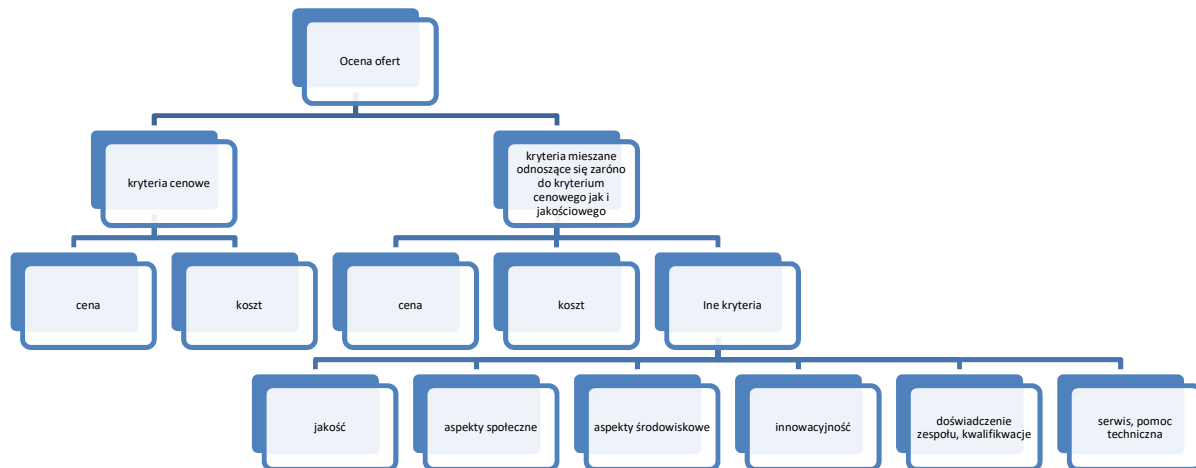 Ocena ofert
kryteria cenowe
kryteria mieszane
odnoszące się zaróno
do kryterium
cenowego jak i
jakościowego
cena
koszt
cena
koszt
Ine kryteria
jakość
aspekty społeczne
aspekty środowiskowe
innowacyjność
doświadczenie
zespołu, kwalifikwacje
serwis, pomoc
techniczna